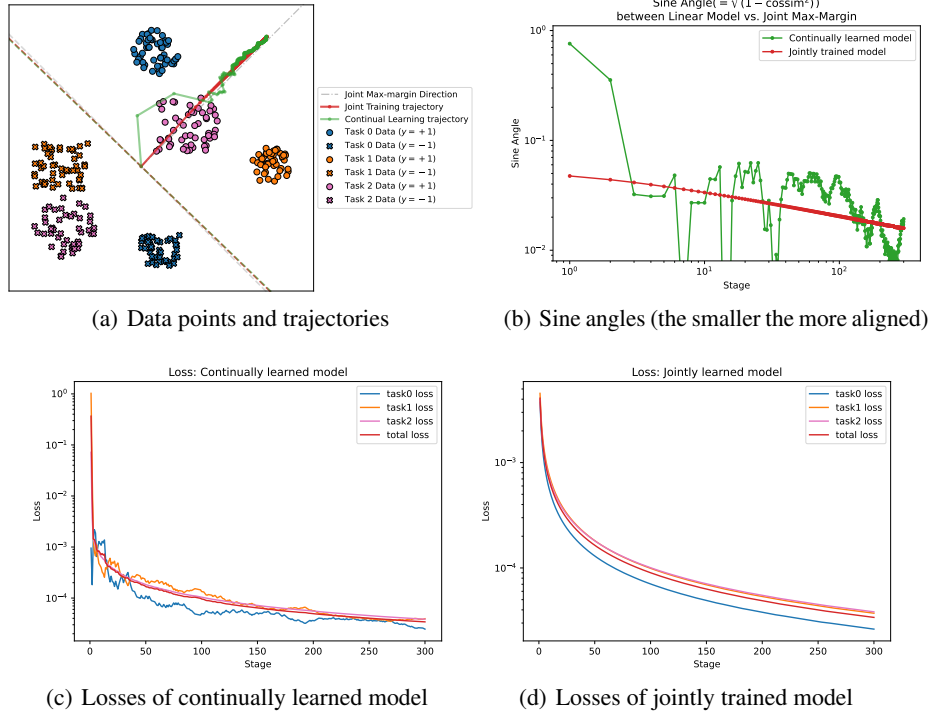 Joint Max-margin Direction
Joint Training trajectory
Continual Learning trajectory
Task 0 Data (y = +1)
Task 0 Data (y = −1)
Task 1 Data (y = +1)
Task 1 Data (y = −1)
Task 2 Data (y = +1)
Task 2 Data (y = −1)
(a) Data points and trajectories
Sine Angle(= √(1 − cossim²))
between Linear Model vs. Joint Max-Margin
Continually learned model
Jointly trained model
Sine Angle
10⁰
10⁻¹
10⁻²
10⁰
10¹
10²
Stage
(b) Sine angles (the smaller the more aligned)
Loss: Continually learned model
task0 loss
task1 loss
task2 loss
total loss
Loss
10⁰
10⁻¹
10⁻²
10⁻³
10⁻⁴
0 50 100 150 200 250 300
Stage
(c) Losses of continually learned model
Loss: Jointly learned model
task0 loss
task1 loss
task2 loss
total loss
Loss
10⁻³
10⁻⁴
0 50 100 150 200 250 300
Stage
(d) Losses of jointly trained model